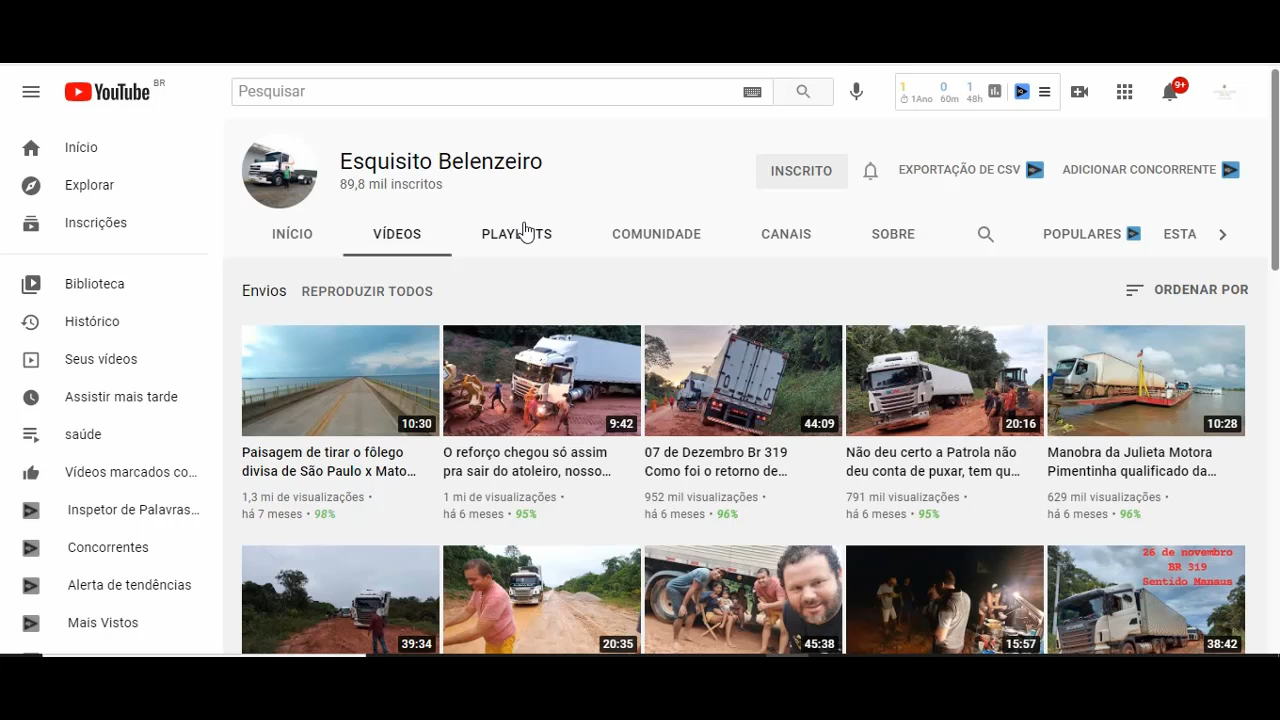 YouTube BR
Pesquisar
1 0 1
1Ano 60m 48h
9+
Início
Explorar
Inscrições
Biblioteca
Histórico
Seus vídeos
Assistir mais tarde
saúde
Vídeos marcados co...
Inspetor de Palavras...
Concorrentes
Alerta de tendências
Mais Vistos
Esquisito Belenzeiro
89,8 mil inscritos
INSCRITO
EXPORTAÇÃO DE CSV
ADICIONAR CONCORRENTE
INÍCIO VÍDEOS PLAYLISTS COMUNIDADE CANAIS SOBRE POPULARES ESTA
Envios REPRODUZIR TODOS
ORDENAR POR
10:30
Paisagem de tirar o fôlego
divisa de São Paulo x Mato...
1,3 mi de visualizações •
há 7 meses • 98%
9:42
O reforço chegou só assim
pra sair do atoleiro, nosso...
1 mi de visualizações •
há 6 meses • 95%
44:09
07 de Dezembro Br 319
Como foi o retorno de...
952 mil visualizações •
há 6 meses • 96%
20:16
Não deu certo a Patrola não
deu conta de puxar, tem qu...
791 mil visualizações •
há 6 meses • 95%
10:28
Manobra da Julieta Motora
Pimentinha qualificado da...
629 mil visualizações •
há 6 meses • 96%
39:34
20:35
45:38
15:57
26 de novembro
BR 319
Sentido Manaus
38:42